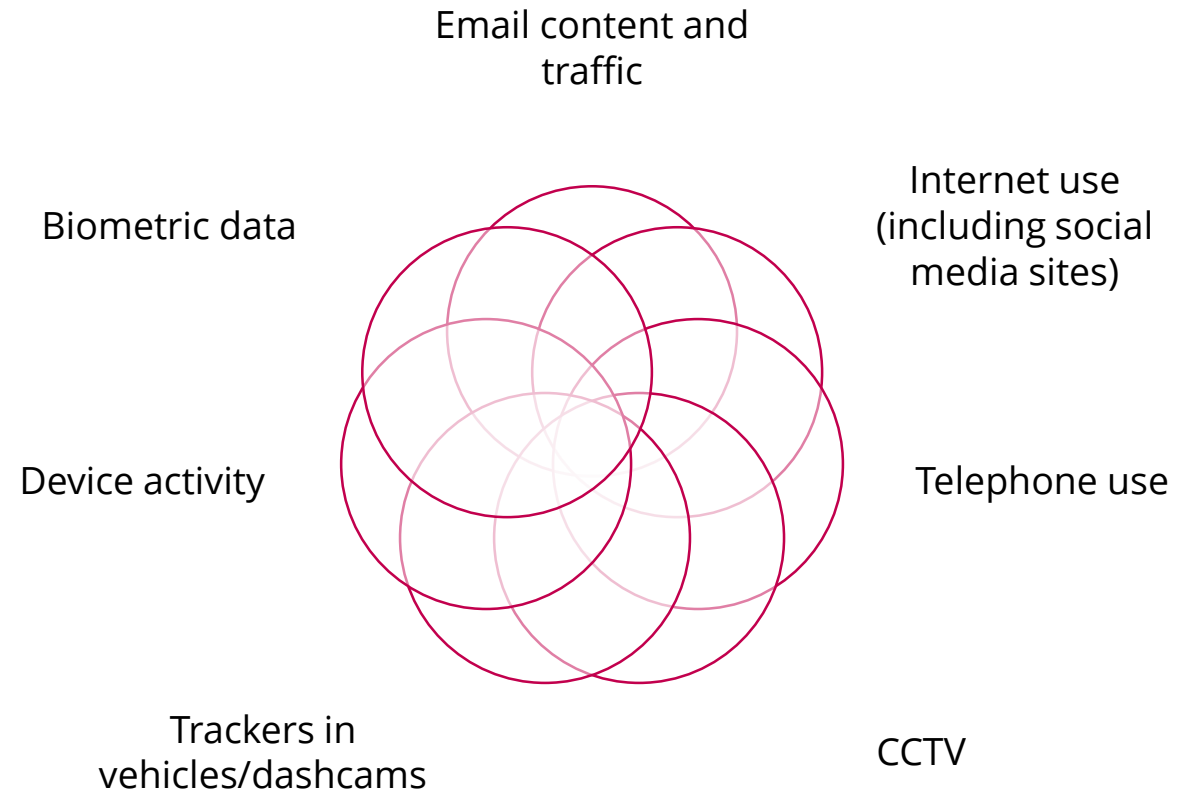 Email content and
traffic
Internet use
(including social
media sites)
Biometric data
Device activity
Telephone use
Trackers in
vehicles/dashcams
CCTV